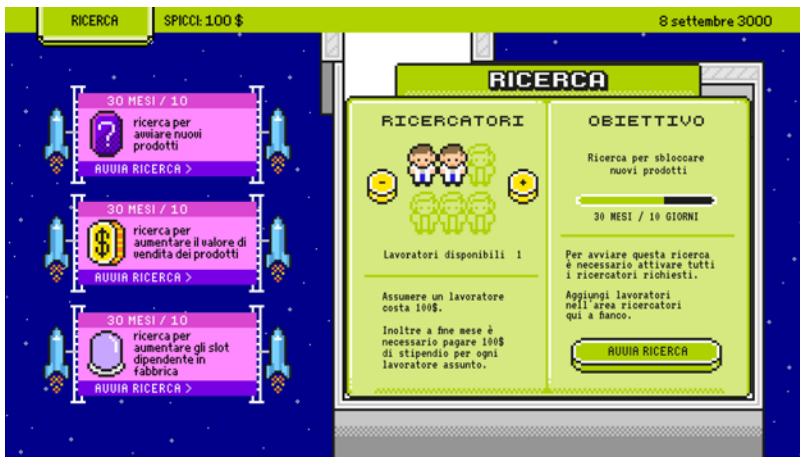 RICERCA
SPICCI: 100 $
8 settembre 3000
30 MESI / 10
?
ricerca per
avviare nuovi
prodotti
AVVIA RICERCA >
30 MESI / 10
$
ricerca per
aumentare il valore di
vendita dei prodotti
AVVIA RICERCA >
30 MESI / 10
ricerca per
aumentare gli slot
dipendente in
fabbrica
AVVIA RICERCA >
RICERCA
RICERCATORI
-
+
Lavoratori disponibili 1
Assumere un lavoratore
costa 100$.
Inoltre a fine mese è
necessario pagare 100$
di stipendio per ogni
lavoratore assunto.
OBIETTIVO
Ricerca per sbloccare
nuovi prodotti
30 MESI / 10 GIORNI
Per avviare questa ricerca
è necessario attivare tutti
i ricercatori richiesti.
Aggiungi lavoratori
nell'area ricercatori
qui a fianco.
AVVIA RICERCA